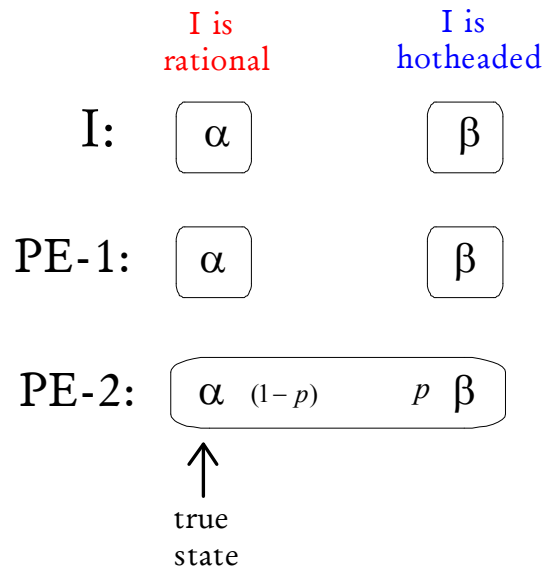 I is rational
I is hotheaded
I: α β
PE-1: α β
PE-2: α (1− p) p β
true
state